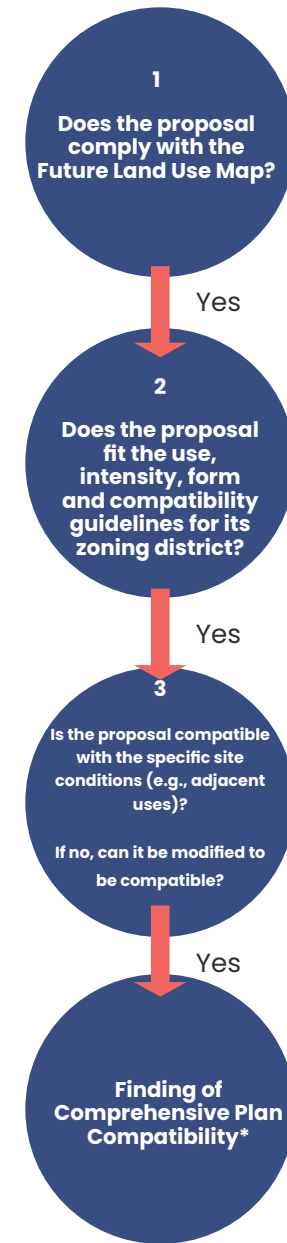 1
Does the proposal
comply with the
Future Land Use Map?
Yes
2
Does the proposal
fit the use,
intensity, form
and compatibility
guidelines for its
zoning district?
Yes
3
Is the proposal compatible
with the specific site
conditions (e.g., adjacent
uses)?
If no, can it be modified to
be compatible?
Yes
Finding of
Comprehensive Plan
Compatibility*